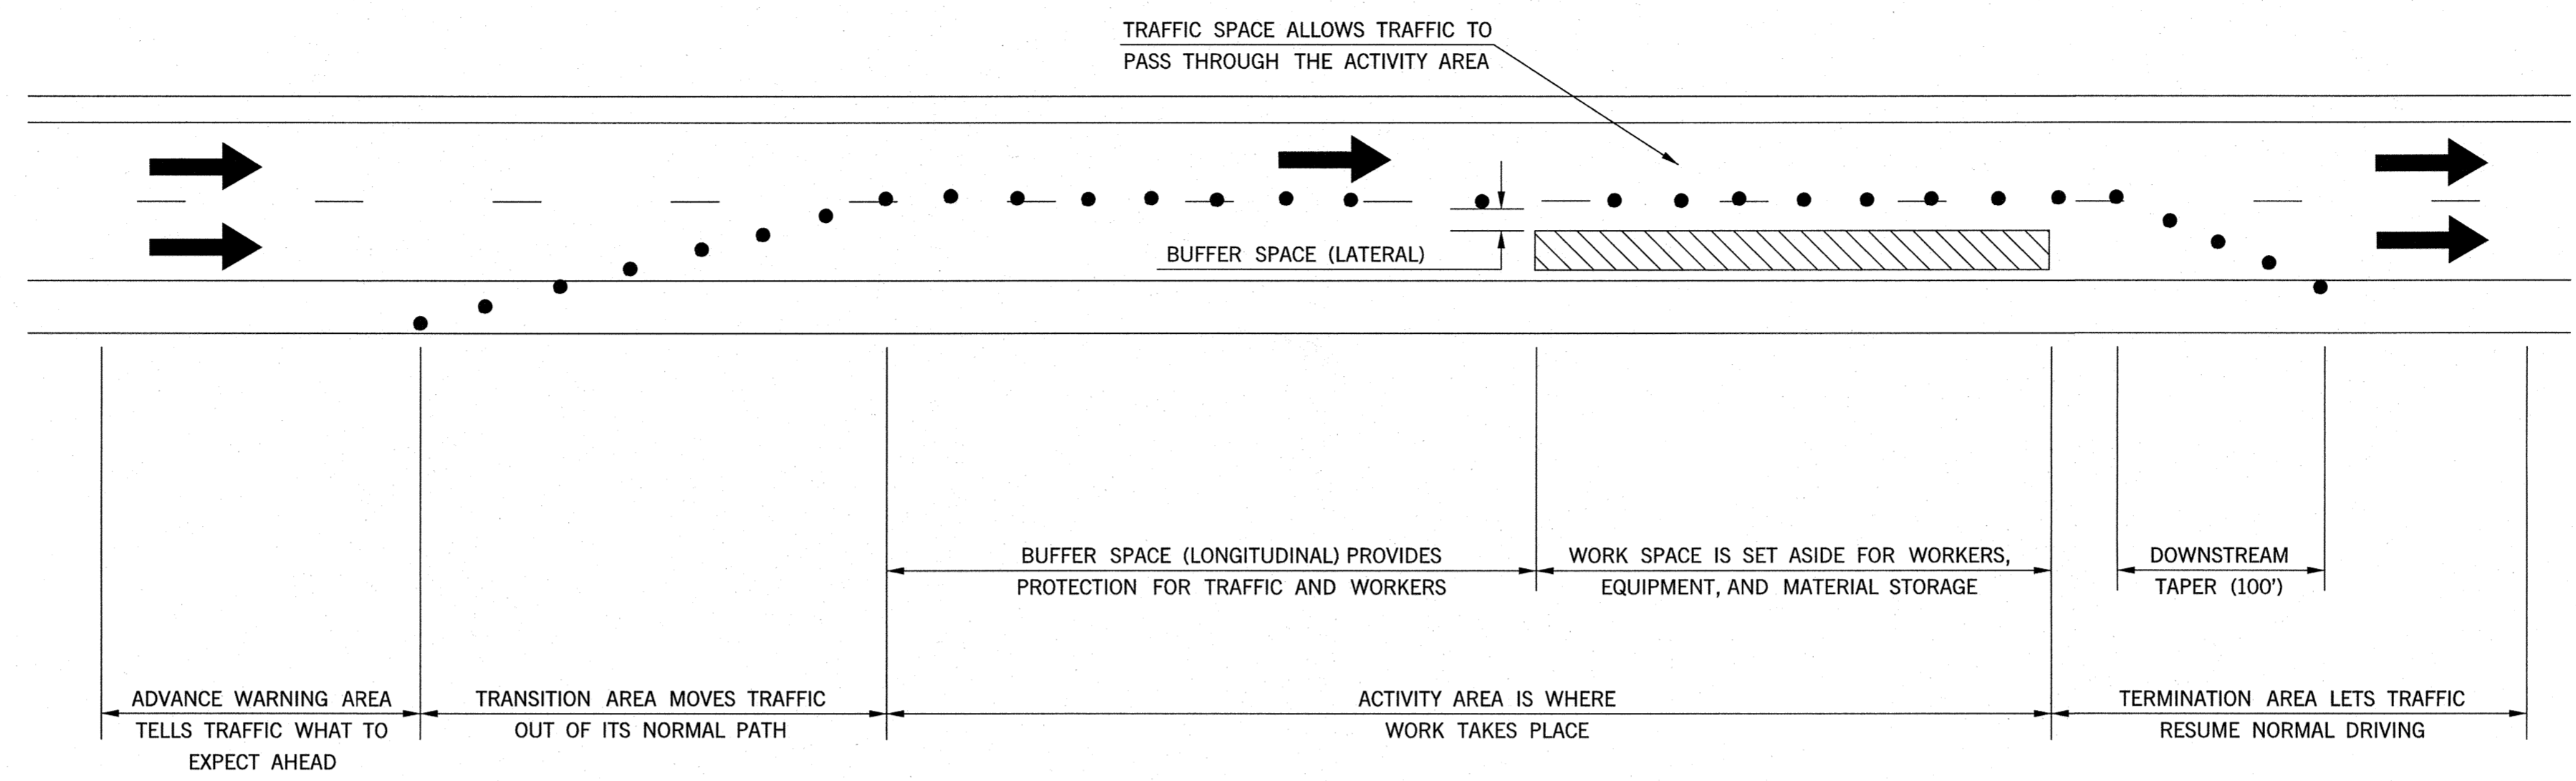 TRAFFIC SPACE ALLOWS TRAFFIC TO
PASS THROUGH THE ACTIVITY AREA
BUFFER SPACE (LATERAL)
BUFFER SPACE (LONGITUDINAL) PROVIDES
PROTECTION FOR TRAFFIC AND WORKERS
WORK SPACE IS SET ASIDE FOR WORKERS,
EQUIPMENT, AND MATERIAL STORAGE
DOWNSTREAM
TAPER (100')
ADVANCE WARNING AREA
TELLS TRAFFIC WHAT TO
EXPECT AHEAD
TRANSITION AREA MOVES TRAFFIC
OUT OF ITS NORMAL PATH
ACTIVITY AREA IS WHERE
WORK TAKES PLACE
TERMINATION AREA LETS TRAFFIC
RESUME NORMAL DRIVING